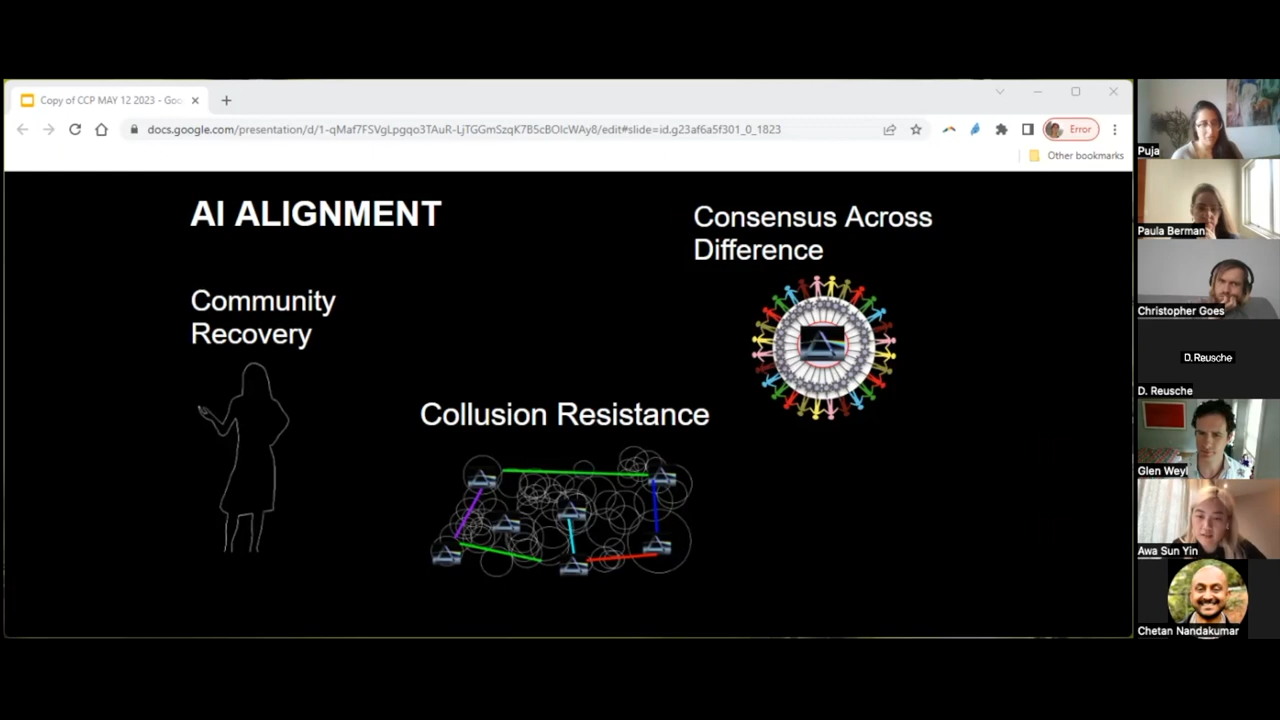 Copy of CCP MAY 12 2023 - Goo
docs.google.com/presentation/d/1-qMaf7FSVgLpgqo3TAuR-LjTGGmSzqK7B5cBOlcWAy8/edit#slide=id.g23af6a5f301_0_1823
Error
Other bookmarks
AI ALIGNMENT
Consensus Across
Difference
Community
Recovery
Collusion Resistance
Puja
Paula Berman
Christopher Goes
D. Reusche
D. Reusche
Glen Weyl
Awa Sun Yin
Chetan Nandakumar